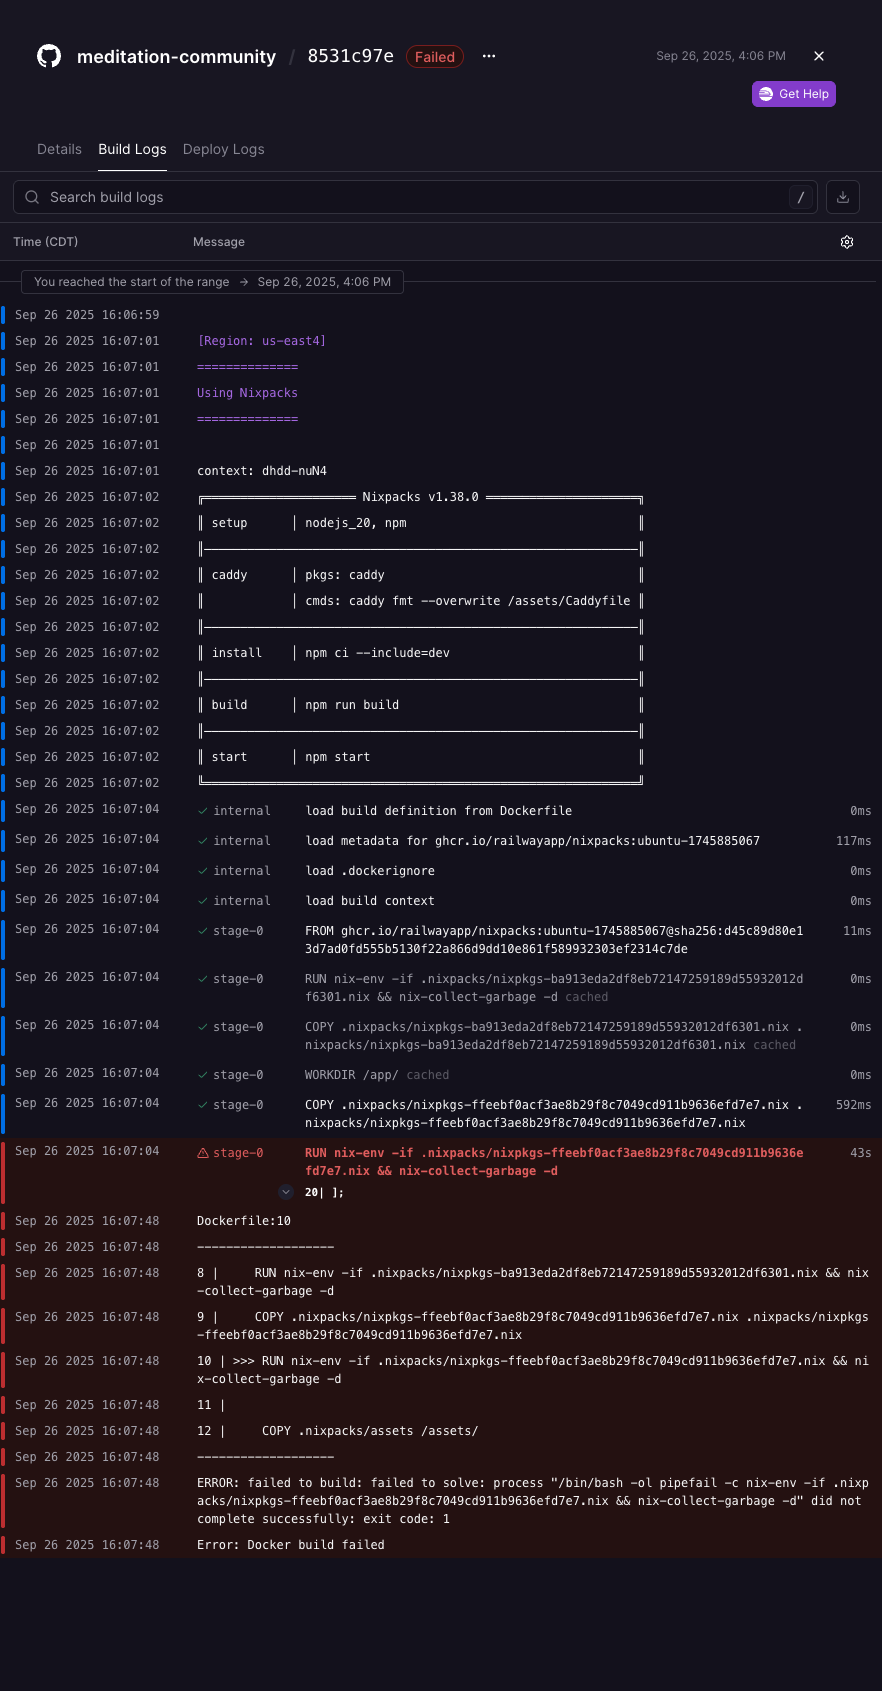 meditation-community / 8531c97e Failed ···
Sep 26, 2025, 4:06 PM
Get Help
Details Build Logs Deploy Logs
Search build logs /
Time (CDT) Message
You reached the start of the range → Sep 26, 2025, 4:06 PM
Sep 26 2025 16:06:59
Sep 26 2025 16:07:01 [Region: us-east4]
Sep 26 2025 16:07:01 ==============
Sep 26 2025 16:07:01 Using Nixpacks
Sep 26 2025 16:07:01 ==============
Sep 26 2025 16:07:01
Sep 26 2025 16:07:01 context: dhdd-nuN4
Sep 26 2025 16:07:02 ╔═════════════════════ Nixpacks v1.38.0 ═════════════════════╗
Sep 26 2025 16:07:02 ║ setup │ nodejs_20, npm ║
Sep 26 2025 16:07:02 ║────────────────────────────────────────────────────────────║
Sep 26 2025 16:07:02 ║ caddy │ pkgs: caddy ║
Sep 26 2025 16:07:02 ║ │ cmds: caddy fmt --overwrite /assets/Caddyfile ║
Sep 26 2025 16:07:02 ║────────────────────────────────────────────────────────────║
Sep 26 2025 16:07:02 ║ install │ npm ci --include=dev ║
Sep 26 2025 16:07:02 ║────────────────────────────────────────────────────────────║
Sep 26 2025 16:07:02 ║ build │ npm run build ║
Sep 26 2025 16:07:02 ║────────────────────────────────────────────────────────────║
Sep 26 2025 16:07:02 ║ start │ npm start ║
Sep 26 2025 16:07:02 ╚════════════════════════════════════════════════════════════╝
Sep 26 2025 16:07:04 internal load build definition from Dockerfile 0ms
Sep 26 2025 16:07:04 internal load metadata for ghcr.io/railwayapp/nixpacks:ubuntu-1745885067 117ms
Sep 26 2025 16:07:04 internal load .dockerignore 0ms
Sep 26 2025 16:07:04 internal load build context 0ms
Sep 26 2025 16:07:04 stage-0 FROM ghcr.io/railwayapp/nixpacks:ubuntu-1745885067@sha256:d45c89d80e1 11ms
3d7ad0fd555b5130f22a866d9dd10e861f589932303ef2314c7de
Sep 26 2025 16:07:04 stage-0 RUN nix-env -if .nixpacks/nixpkgs-ba913eda2df8eb72147259189d55932012d 0ms
f6301.nix && nix-collect-garbage -d cached
Sep 26 2025 16:07:04 stage-0 COPY .nixpacks/nixpkgs-ba913eda2df8eb72147259189d55932012df6301.nix . 0ms
nixpacks/nixpkgs-ba913eda2df8eb72147259189d55932012df6301.nix cached
Sep 26 2025 16:07:04 stage-0 WORKDIR /app/ cached 0ms
Sep 26 2025 16:07:04 stage-0 COPY .nixpacks/nixpkgs-ffeebf0acf3ae8b29f8c7049cd911b9636efd7e7.nix . 592ms
nixpacks/nixpkgs-ffeebf0acf3ae8b29f8c7049cd911b9636efd7e7.nix
Sep 26 2025 16:07:04 stage-0 RUN nix-env -if .nixpacks/nixpkgs-ffeebf0acf3ae8b29f8c7049cd911b9636e 43s
fd7e7.nix && nix-collect-garbage -d
20| ];
Sep 26 2025 16:07:48 Dockerfile:10
Sep 26 2025 16:07:48 -------------------
Sep 26 2025 16:07:48 8 | RUN nix-env -if .nixpacks/nixpkgs-ba913eda2df8eb72147259189d55932012df6301.nix && nix
-collect-garbage -d
Sep 26 2025 16:07:48 9 | COPY .nixpacks/nixpkgs-ffeebf0acf3ae8b29f8c7049cd911b9636efd7e7.nix .nixpacks/nixpkgs
-ffeebf0acf3ae8b29f8c7049cd911b9636efd7e7.nix
Sep 26 2025 16:07:48 10 | >>> RUN nix-env -if .nixpacks/nixpkgs-ffeebf0acf3ae8b29f8c7049cd911b9636efd7e7.nix && ni
x-collect-garbage -d
Sep 26 2025 16:07:48 11 |
Sep 26 2025 16:07:48 12 | COPY .nixpacks/assets /assets/
Sep 26 2025 16:07:48 -------------------
Sep 26 2025 16:07:48 ERROR: failed to build: failed to solve: process "/bin/bash -ol pipefail -c nix-env -if .nixp
acks/nixpkgs-ffeebf0acf3ae8b29f8c7049cd911b9636efd7e7.nix && nix-collect-garbage -d" did not
complete successfully: exit code: 1
Sep 26 2025 16:07:48 Error: Docker build failed